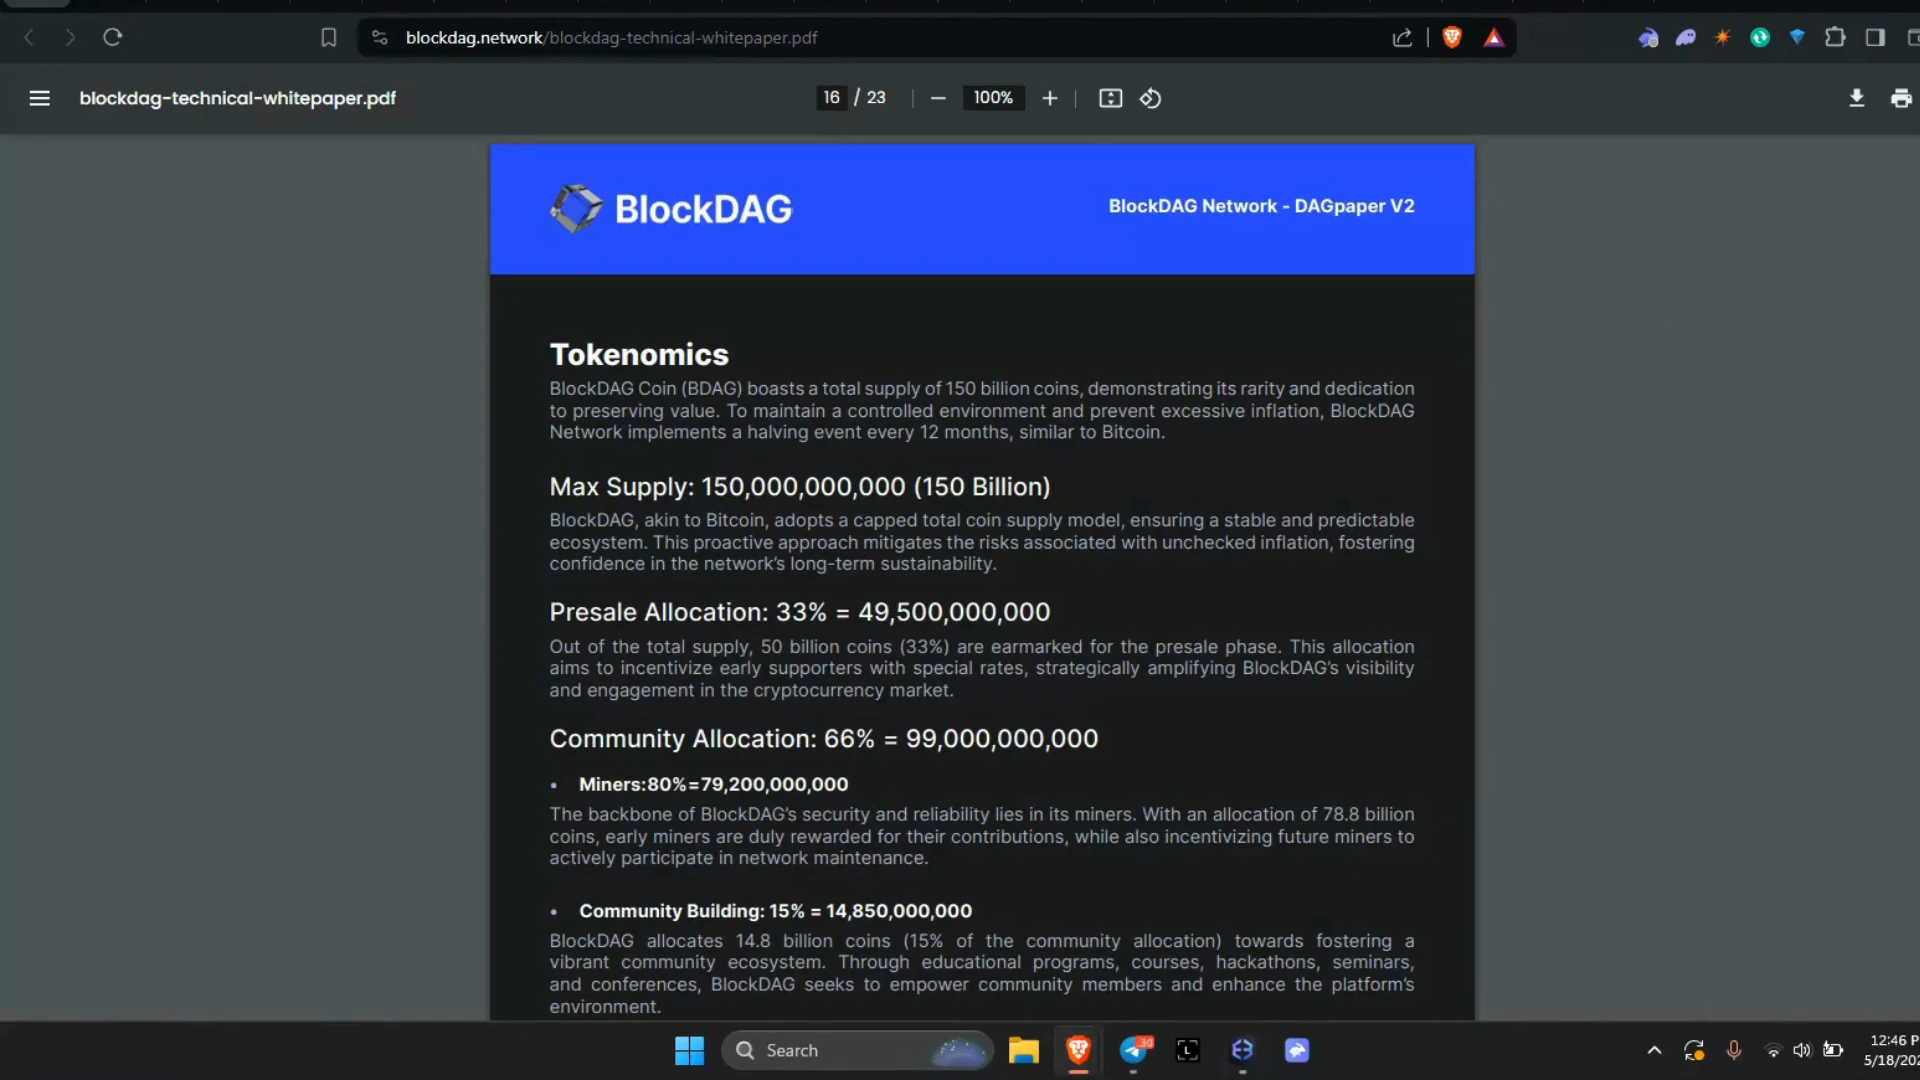 blockdag.network/blockdag-technical-whitepaper.pdf
blockdag-technical-whitepaper.pdf
16 / 23
100%
BlockDAG
BlockDAG Network - DAGpaper V2
Tokenomics
BlockDAG Coin (BDAG) boasts a total supply of 150 billion coins, demonstrating its rarity and dedication
to preserving value. To maintain a controlled environment and prevent excessive inflation, BlockDAG
Network implements a halving event every 12 months, similar to Bitcoin.
Max Supply: 150,000,000,000 (150 Billion)
BlockDAG, akin to Bitcoin, adopts a capped total coin supply model, ensuring a stable and predictable
ecosystem. This proactive approach mitigates the risks associated with unchecked inflation, fostering
confidence in the network's long-term sustainability.
Presale Allocation: 33% = 49,500,000,000
Out of the total supply, 50 billion coins (33%) are earmarked for the presale phase. This allocation
aims to incentivize early supporters with special rates, strategically amplifying BlockDAG's visibility
and engagement in the cryptocurrency market.
Community Allocation: 66% = 99,000,000,000
• Miners:80%=79,200,000,000
The backbone of BlockDAG's security and reliability lies in its miners. With an allocation of 78.8 billion
coins, early miners are duly rewarded for their contributions, while also incentivizing future miners to
actively participate in network maintenance.
• Community Building: 15% = 14,850,000,000
BlockDAG allocates 14.8 billion coins (15% of the community allocation) towards fostering a
vibrant community ecosystem. Through educational programs, courses, hackathons, seminars,
and conferences, BlockDAG seeks to empower community members and enhance the platform's
environment.
Search
30
L
12:46 P
5/18/202